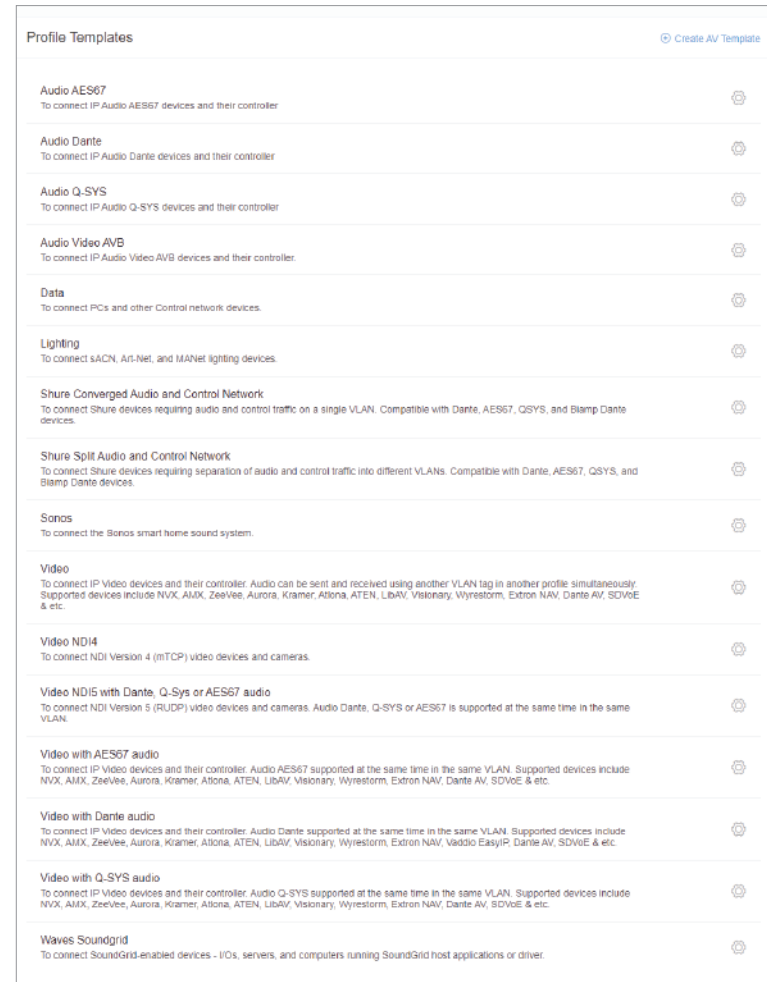 Profile Templates
Create AV Template
Audio AES67
To connect IP Audio AES67 devices and their controller
Audio Dante
To connect IP Audio Dante devices and their controller
Audio Q-SYS
To connect IP Audio Q-SYS devices and their controller
Audio Video AVB
To connect IP Audio Video AVB devices and their controller.
Data
To connect PCs and other Control network devices.
Lighting
To connect sACN, Art-Net, and MANet lighting devices.
Shure Converged Audio and Control Network
To connect Shure devices requiring audio and control traffic on a single VLAN. Compatible with Dante, AES67, QSYS, and Biamp Dante
devices.
Shure Split Audio and Control Network
To connect Shure devices requiring separation of audio and control traffic into different VLANs. Compatible with Dante, AES67, QSYS, and
Biamp Dante devices.
Sonos
To connect the Sonos smart home sound system.
Video
To connect IP Video devices and their controller. Audio can be sent and received using another VLAN tag in another profile simultaneously.
Supported devices include NVX, AMX, ZeeVee, Aurora, Kramer, Atlona, ATEN, LibAV, Visionary, Wyrestorm, Extron NAV, Dante AV, SDVoE
& etc.
Video NDI4
To connect NDI Version 4 (mTCP) video devices and cameras.
Video NDI5 with Dante, Q-Sys or AES67 audio
To connect NDI Version 5 (RUDP) video devices and cameras. Audio Dante, Q-SYS or AES67 is supported at the same time in the same
VLAN.
Video with AES67 audio
To connect IP Video devices and their controller. Audio AES67 supported at the same time in the same VLAN. Supported devices include
NVX, AMX, ZeeVee, Aurora, Kramer, Atlona, ATEN, LibAV, Visionary, Wyrestorm, Extron NAV, Dante AV, SDVoE & etc.
Video with Dante audio
To connect IP Video devices and their controller. Audio Dante supported at the same time in the same VLAN. Supported devices include
NVX, AMX, ZeeVee, Aurora, Kramer, Atlona, ATEN, LibAV, Visionary, Wyrestorm, Extron NAV, Vaddio EasyIP, Dante AV, SDVoE & etc.
Video with Q-SYS audio
To connect IP Video devices and their controller. Audio Q-SYS supported at the same time in the same VLAN. Supported devices include
NVX, AMX, ZeeVee, Aurora, Kramer, Atlona, ATEN, LibAV, Visionary, Wyrestorm, Extron NAV, Dante AV, SDVoE & etc.
Waves Soundgrid
To connect SoundGrid-enabled devices - I/Os, servers, and computers running SoundGrid host applications or driver.